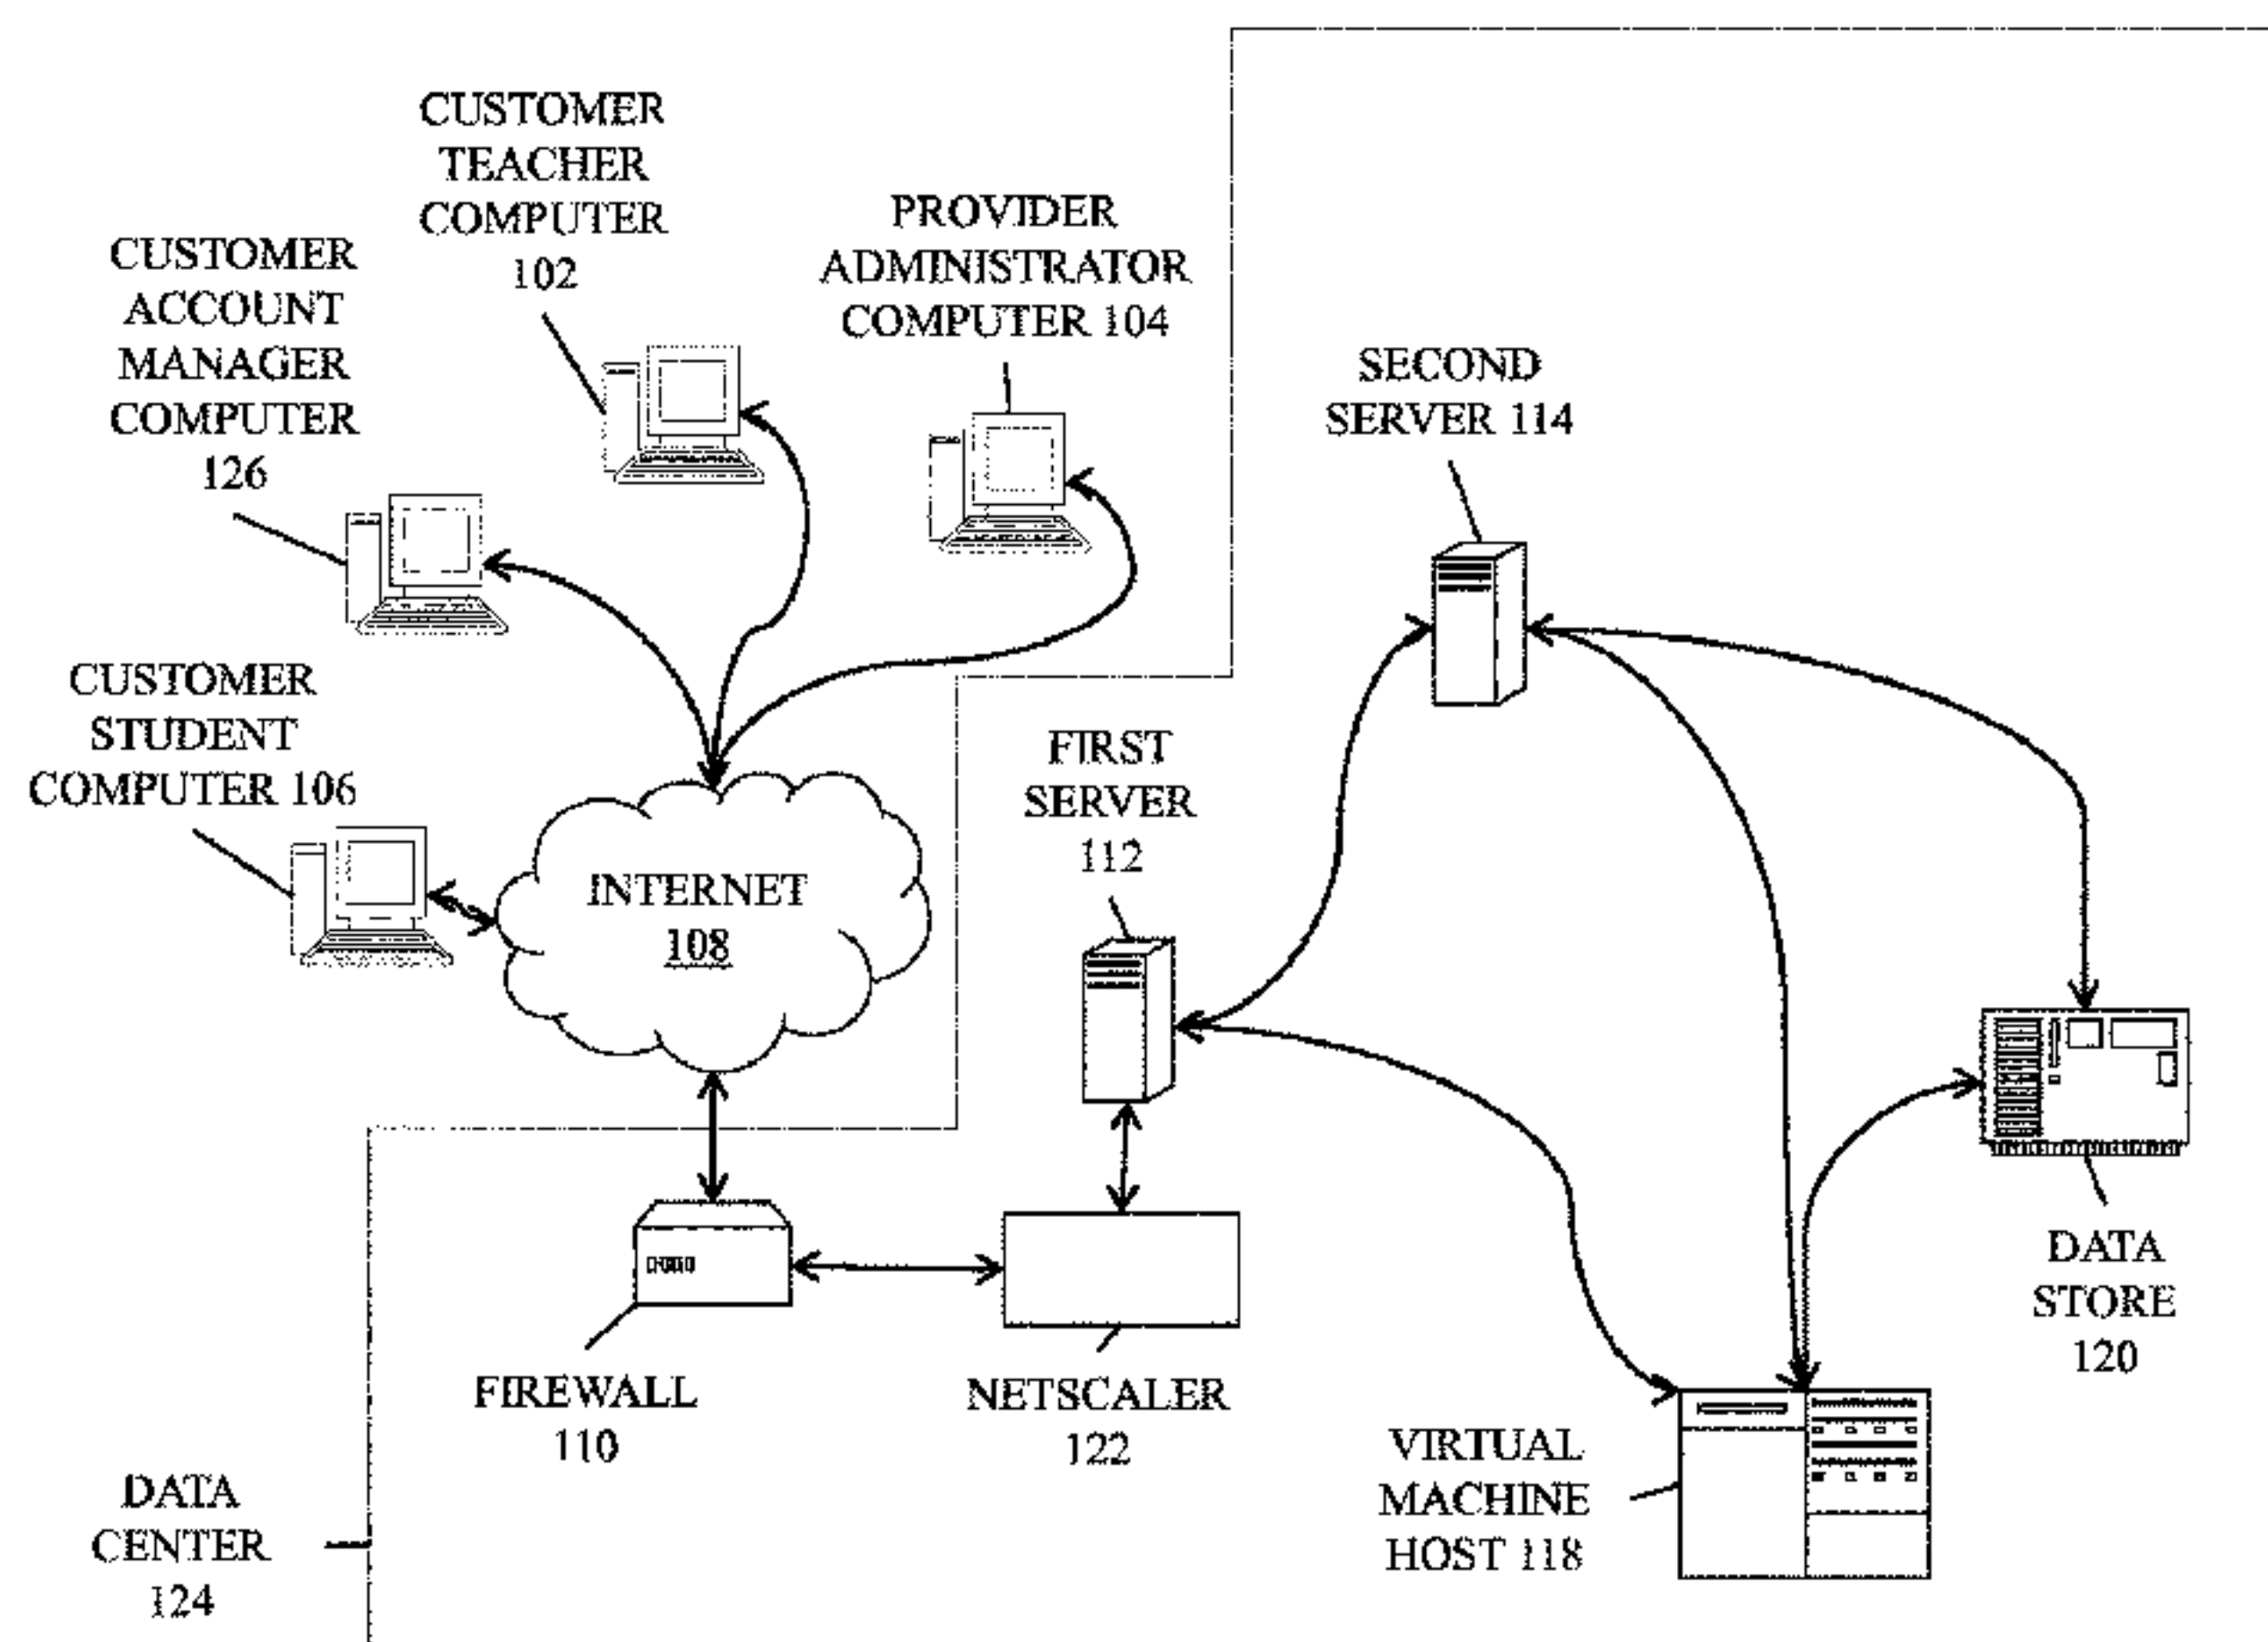 CUSTOMER
TEACHER
COMPUTER
102
PROVIDER
ADMINISTRATOR
COMPUTER 104
CUSTOMER
ACCOUNT
MANAGER
COMPUTER
126
SECOND
SERVER 114
CUSTOMER
STUDENT
COMPUTER 106
FIRST
SERVER
112
INTERNET
108
DATA
STORE
120
FIREWALL
110
NETSCALER
122
VIRTUAL
MACHINE
HOST 118
DATA
CENTER
124